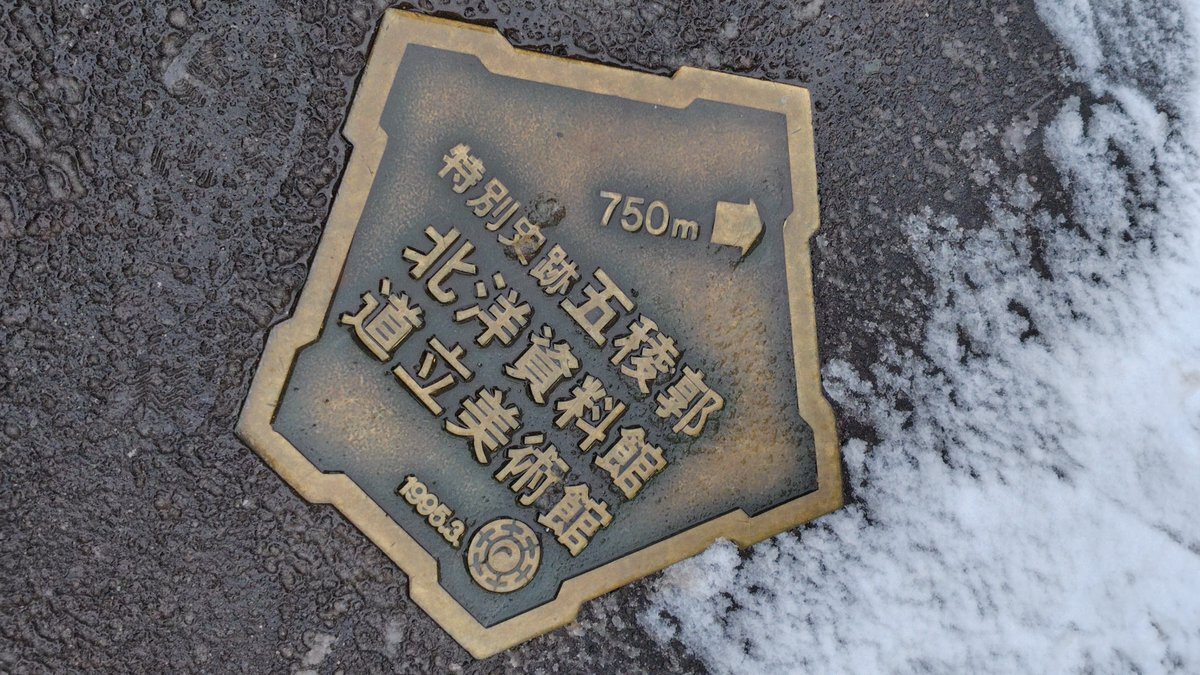 特別史跡五稜郭
北洋資料館
道立美術館
750m
1995.3.